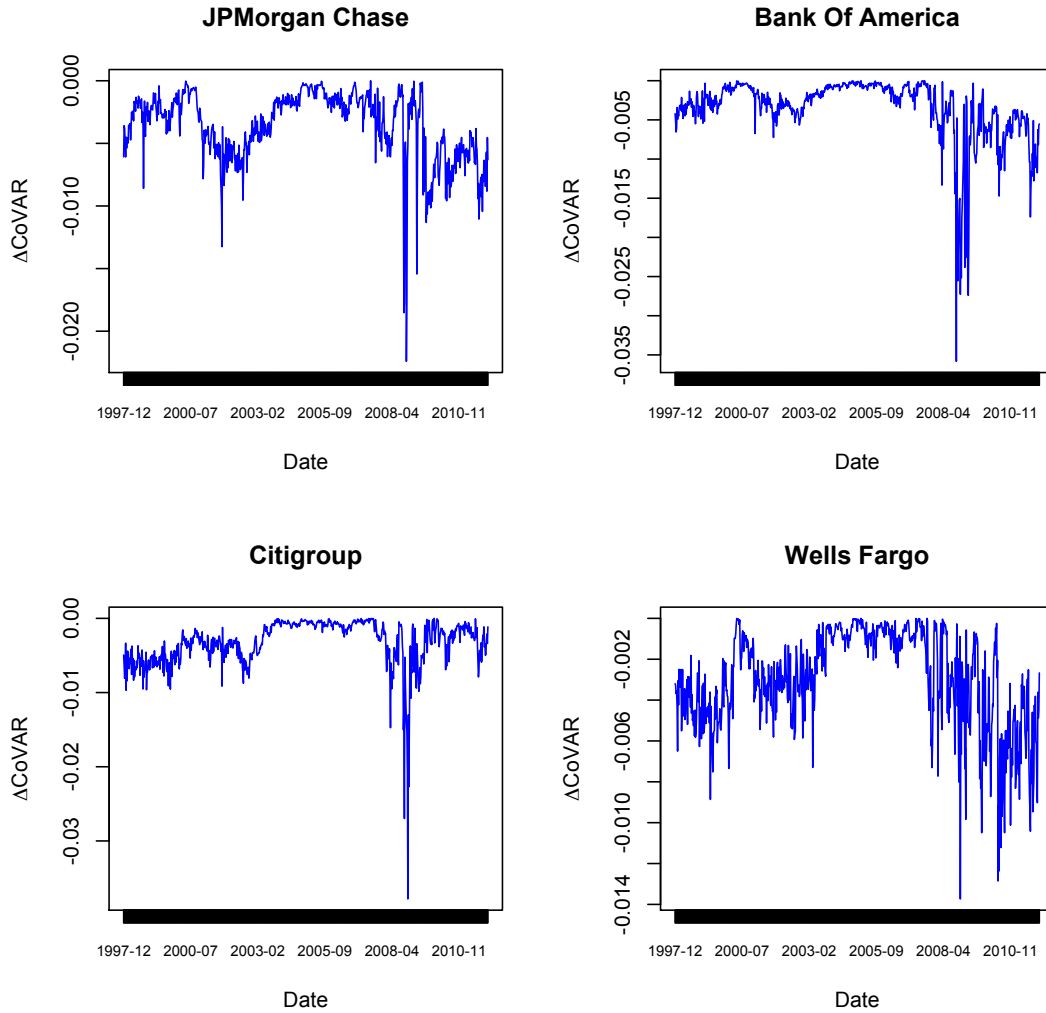 JPMorgan Chase
ΔCoVAR
0.000
-0.010
-0.020
1997-12 2000-07 2003-02 2005-09 2008-04 2010-11
Date
Bank Of America
ΔCoVAR
-0.005
-0.015
-0.025
-0.035
1997-12 2000-07 2003-02 2005-09 2008-04 2010-11
Date
Citigroup
ΔCoVAR
0.00
-0.01
-0.02
-0.03
1997-12 2000-07 2003-02 2005-09 2008-04 2010-11
Date
Wells Fargo
ΔCoVAR
-0.002
-0.006
-0.010
-0.014
1997-12 2000-07 2003-02 2005-09 2008-04 2010-11
Date